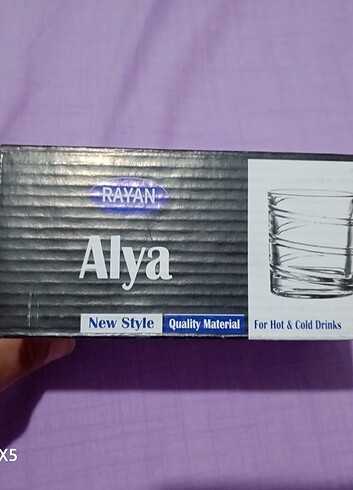 RAYAN
Alya
New Style
Quality Material
For Hot & Cold Drinks
X5